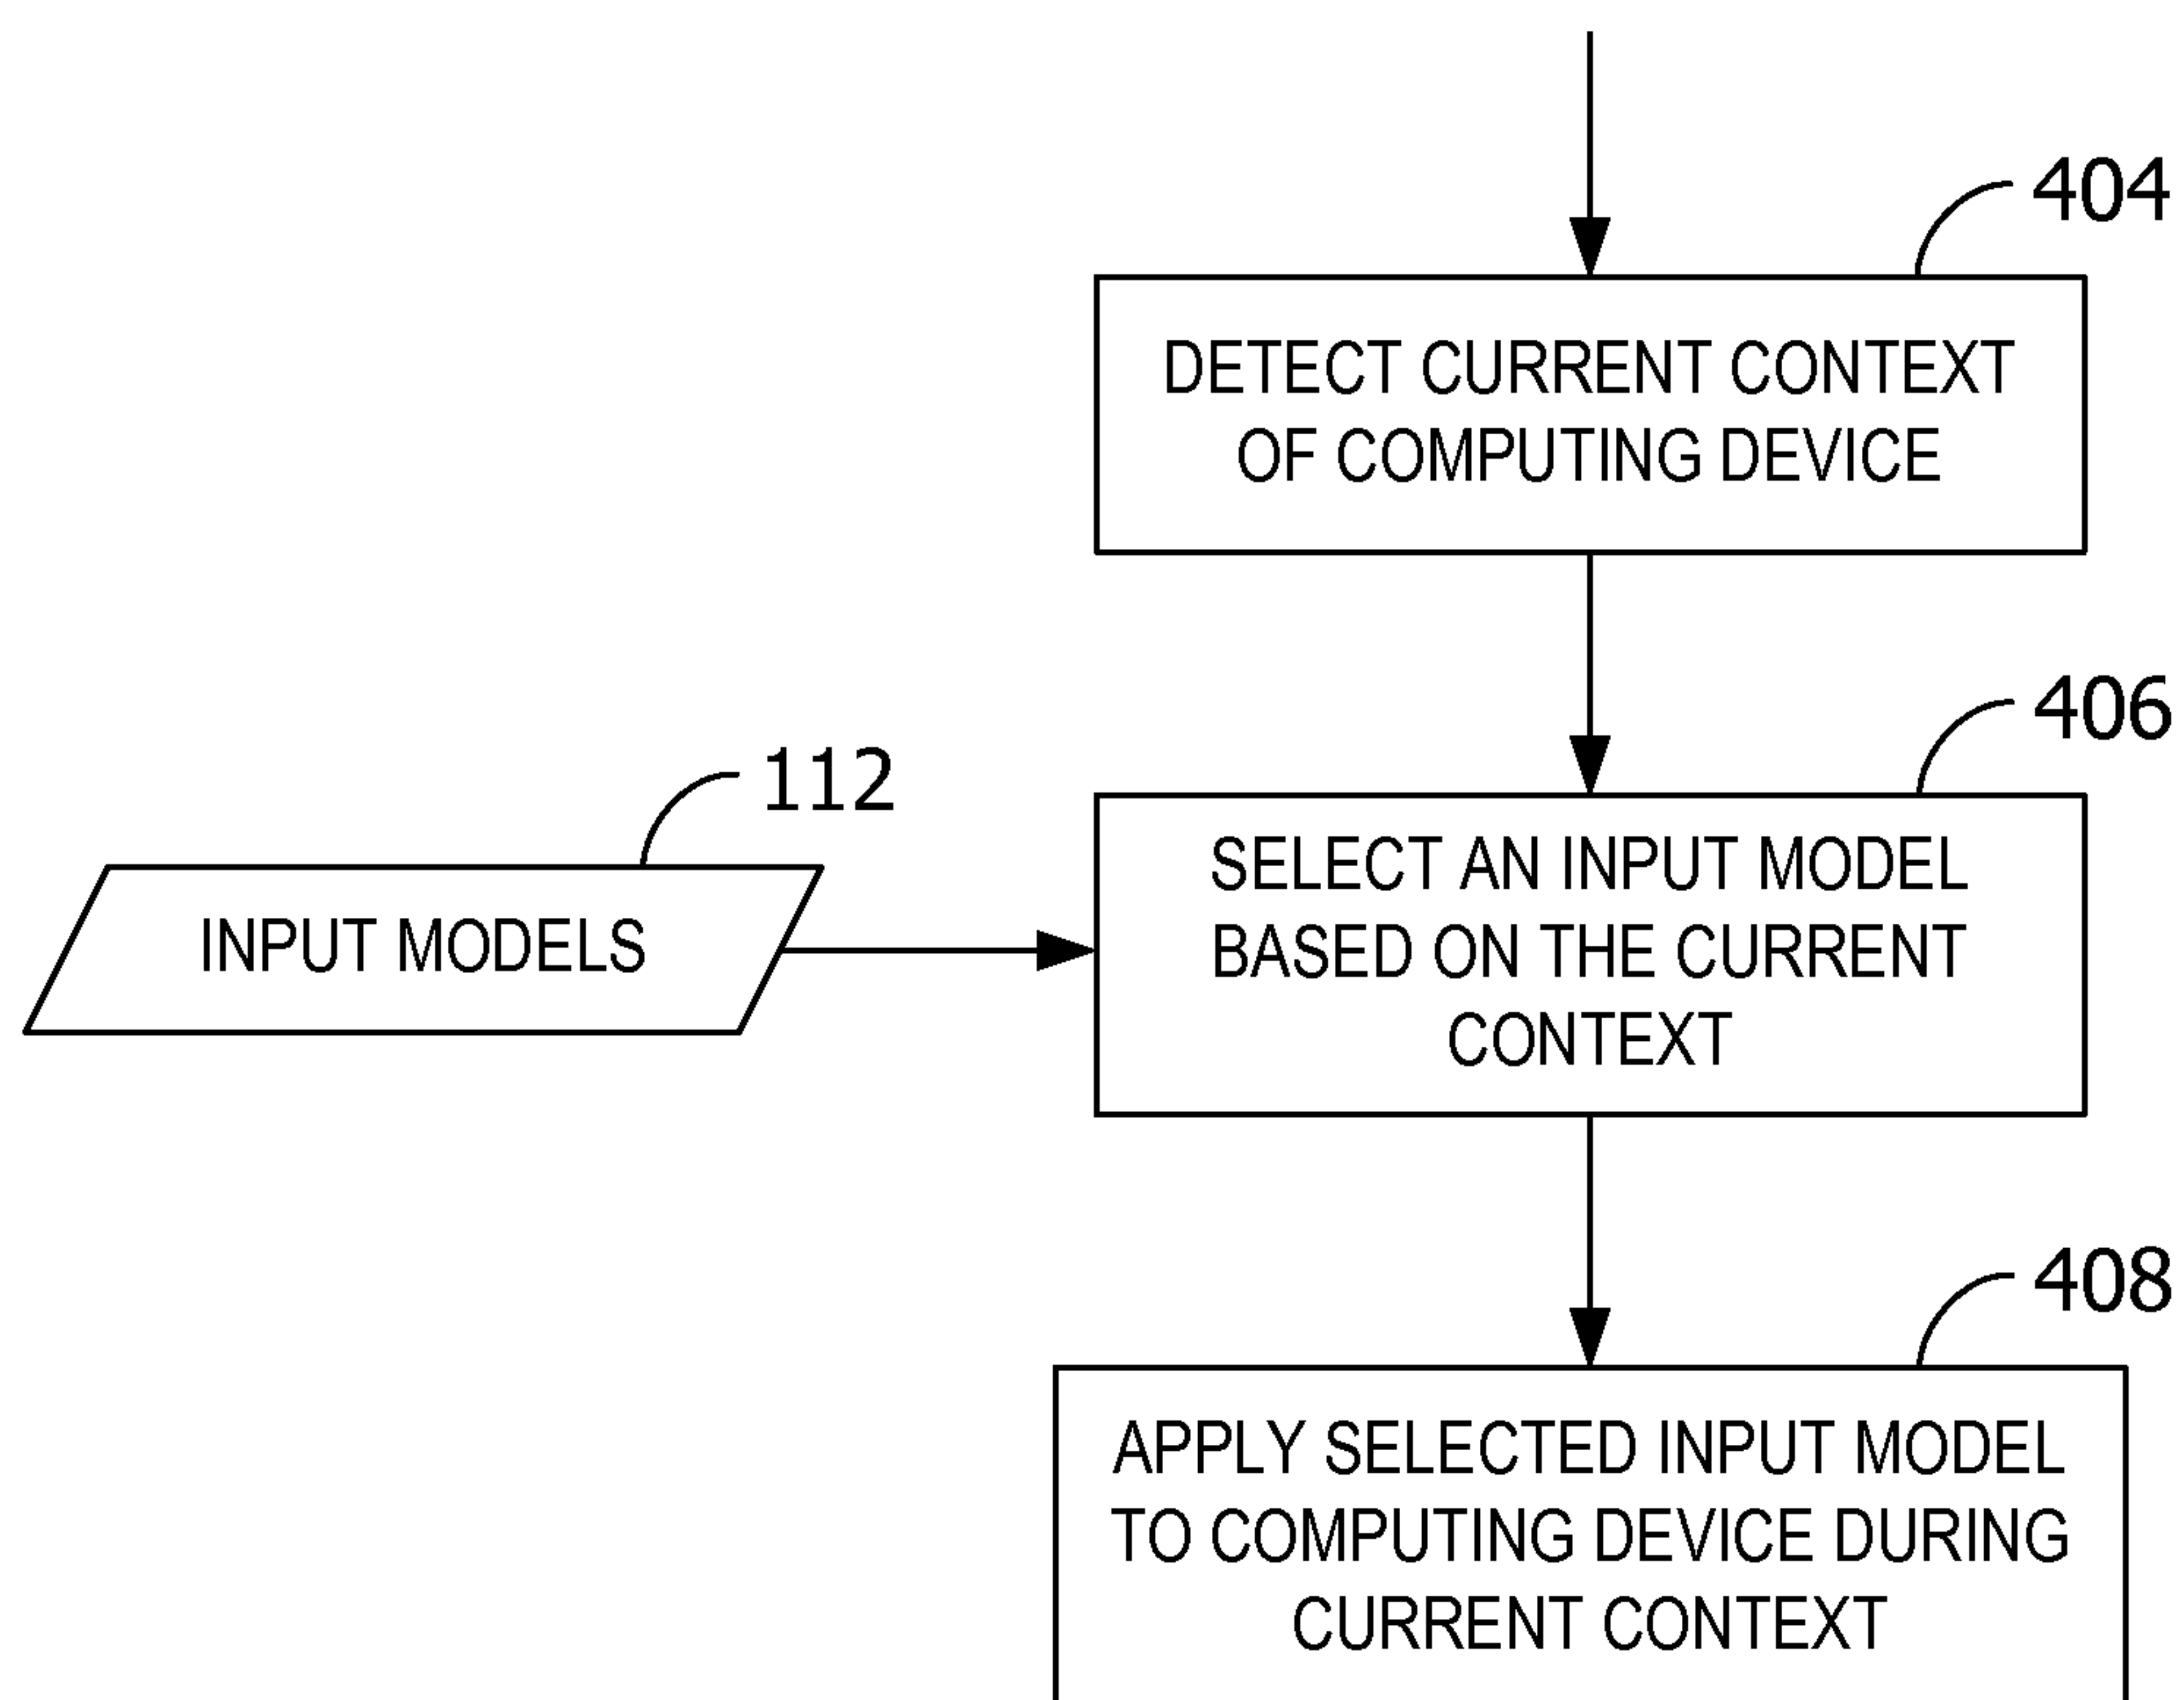 404
DETECT CURRENT CONTEXT
OF COMPUTING DEVICE
406
112
INPUT MODELS
SELECT AN INPUT MODEL
BASED ON THE CURRENT
CONTEXT
408
APPLY SELECTED INPUT MODEL
TO COMPUTING DEVICE DURING
CURRENT CONTEXT